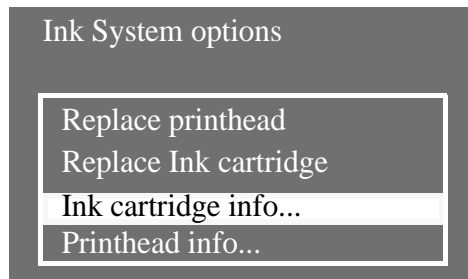 Ink System options
Replace printhead
Replace Ink cartridge
Ink cartridge info...
Printhead info...